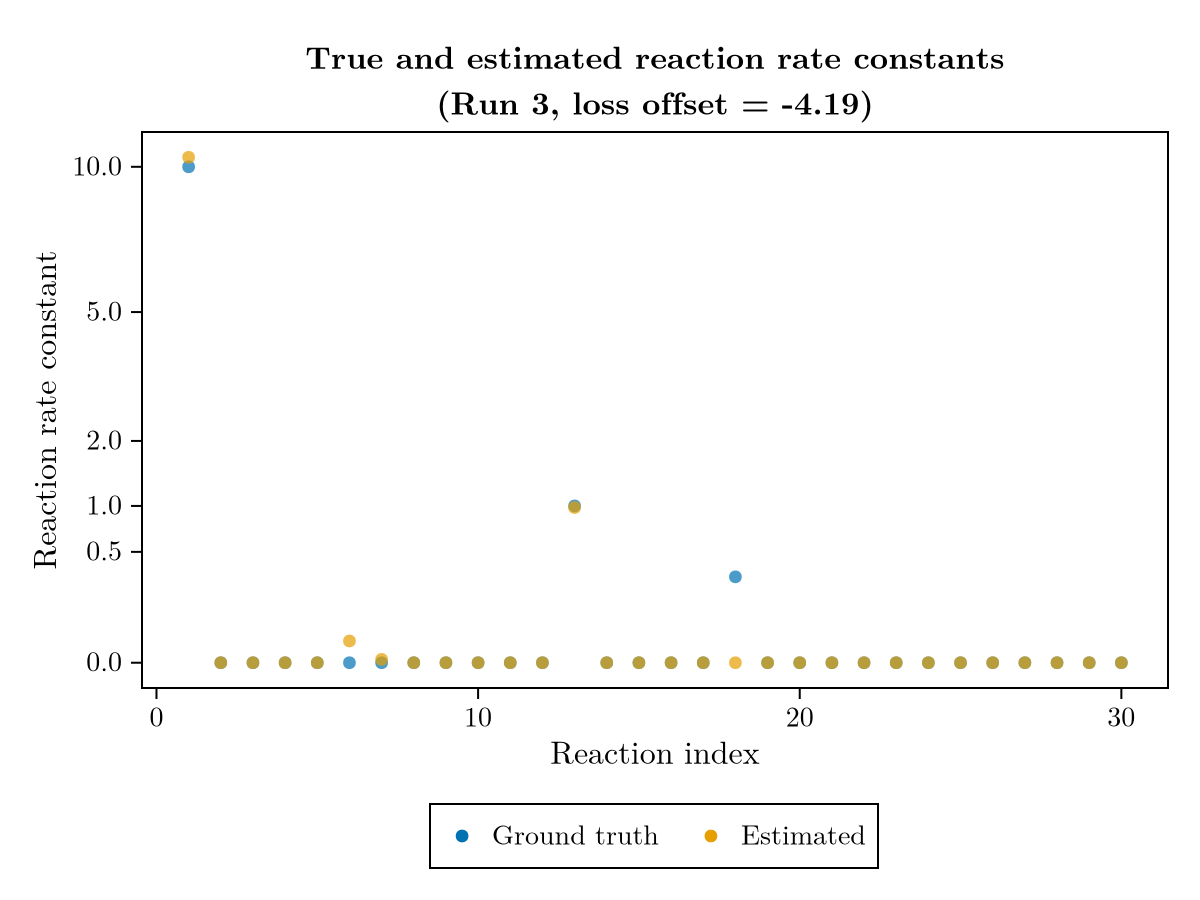 True and estimated reaction rate constants
(Run 3, loss offset = -4.19)
Reaction rate constant
10.0
5.0
2.0
1.0
0.5
0.0
0 10 20 30
Reaction index
Ground truth Estimated